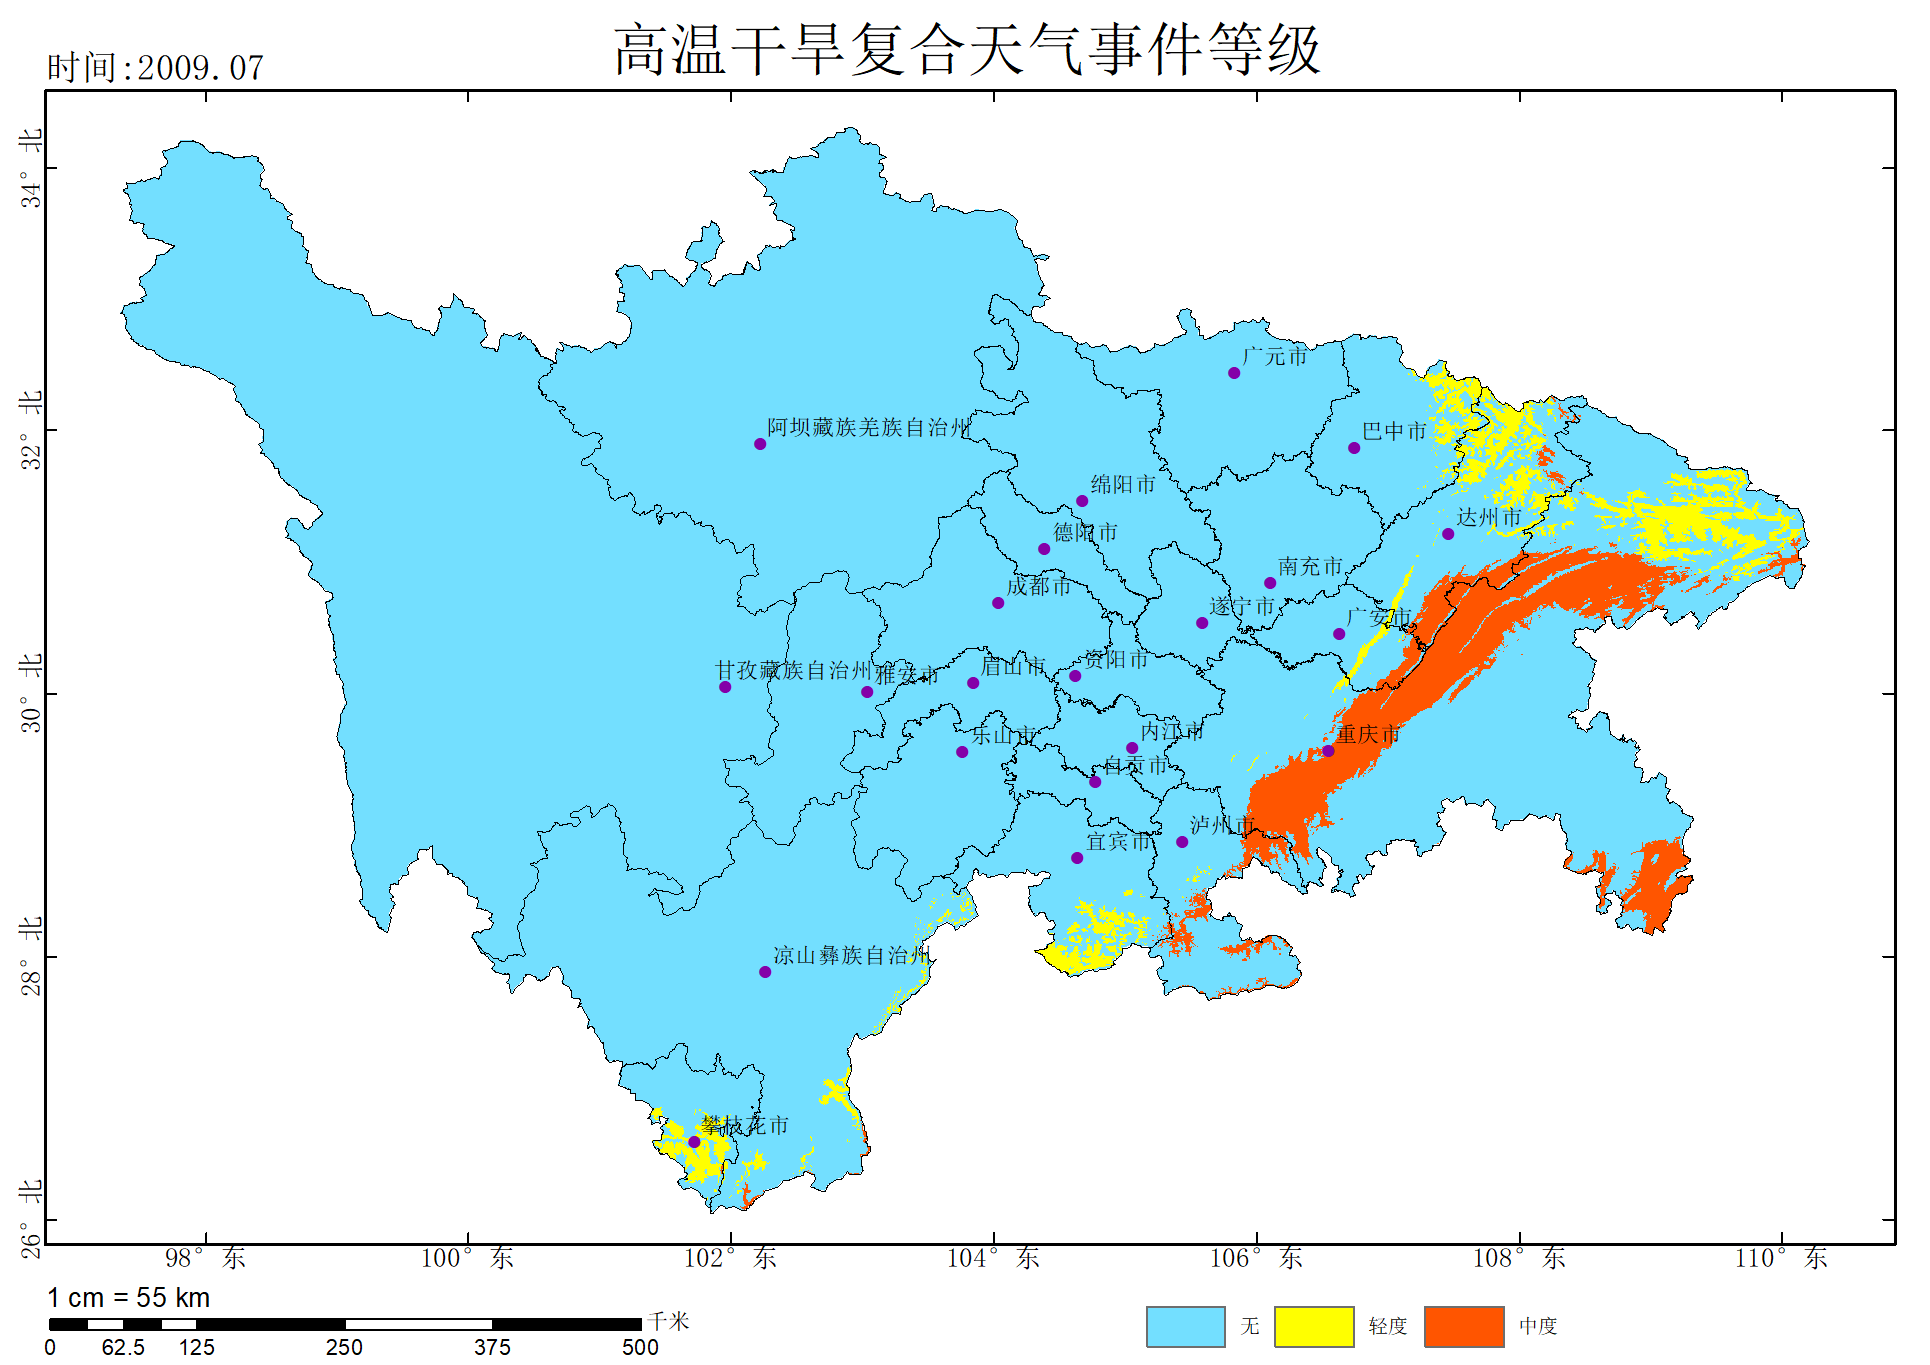 高温干旱复合天气事件等级
时间:2009.07
34°北
32°北
30°北
28°北
26°北
广元市
阿坝藏族羌族自治州
巴中市
绵阳市
达州市
德阳市
南充市
成都市
遂宁市
广安市
甘孜藏族自治州
雅安市
眉山市
资阳市
乐山市
内江市
重庆市
自贡市
泸州市
宜宾市
凉山彝族自治州
攀枝花市
98°东 100°东 102°东 104°东 106°东 108°东 110°东
1 cm = 55 km
千米
0 62.5 125 250 375 500
无 轻度 中度